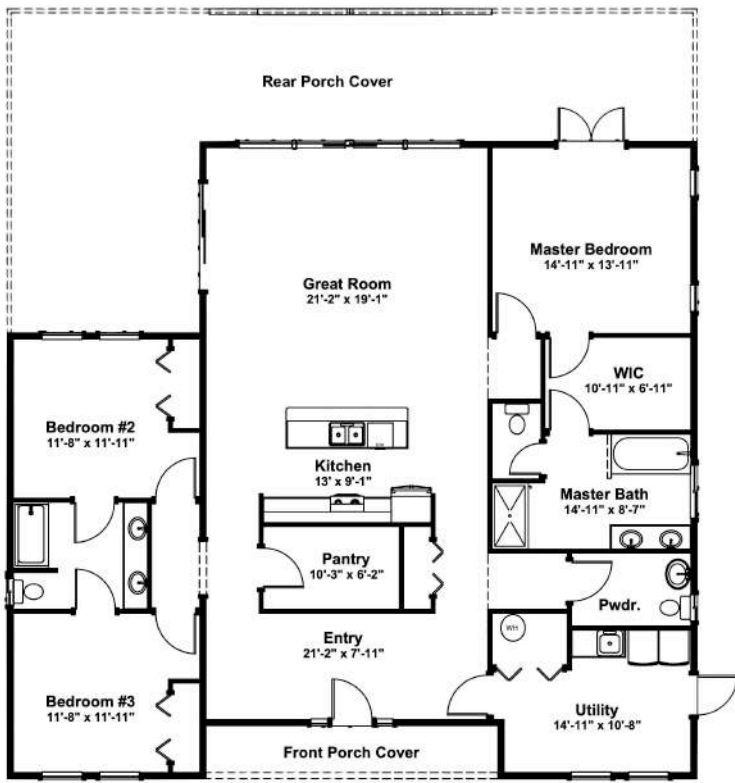 Rear Porch Cover
Master Bedroom
14'-11" x 13'-11"
Great Room
21'-2" x 19'-1"
WIC
10'-11" x 6'-11"
Bedroom #2
11'-8" x 11'-11"
Kitchen
13' x 9'-1"
Master Bath
14'-11" x 8'-7"
Pantry
10'-3" x 6'-2"
Pwdr.
Entry
21'-2" x 7'-11"
WH
Bedroom #3
11'-8" x 11'-11"
Utility
14'-11" x 10'-8"
Front Porch Cover